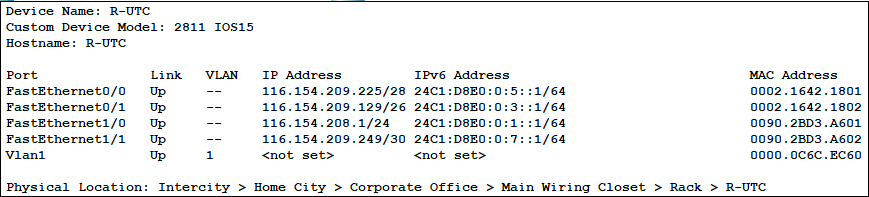 Device Name: R-UTC
Custom Device Model: 2811 IOS15
Hostname: R-UTC
Port Link VLAN IP Address IPv6 Address MAC Address
FastEthernet0/0 Up -- 116.154.209.225/28 24C1:D8E0:0:5::1/64 0002.1642.1801
FastEthernet0/1 Up -- 116.154.209.129/26 24C1:D8E0:0:3::1/64 0002.1642.1802
FastEthernet1/0 Up -- 116.154.208.1/24 24C1:D8E0:0:1::1/64 0090.2BD3.A601
FastEthernet1/1 Up -- 116.154.209.249/30 24C1:D8E0:0:7::1/64 0090.2BD3.A602
Vlan1 Up 1 <not set> <not set> 0000.0C6C.EC60
Physical Location: Intercity > Home City > Corporate Office > Main Wiring Closet > Rack > R-UTC